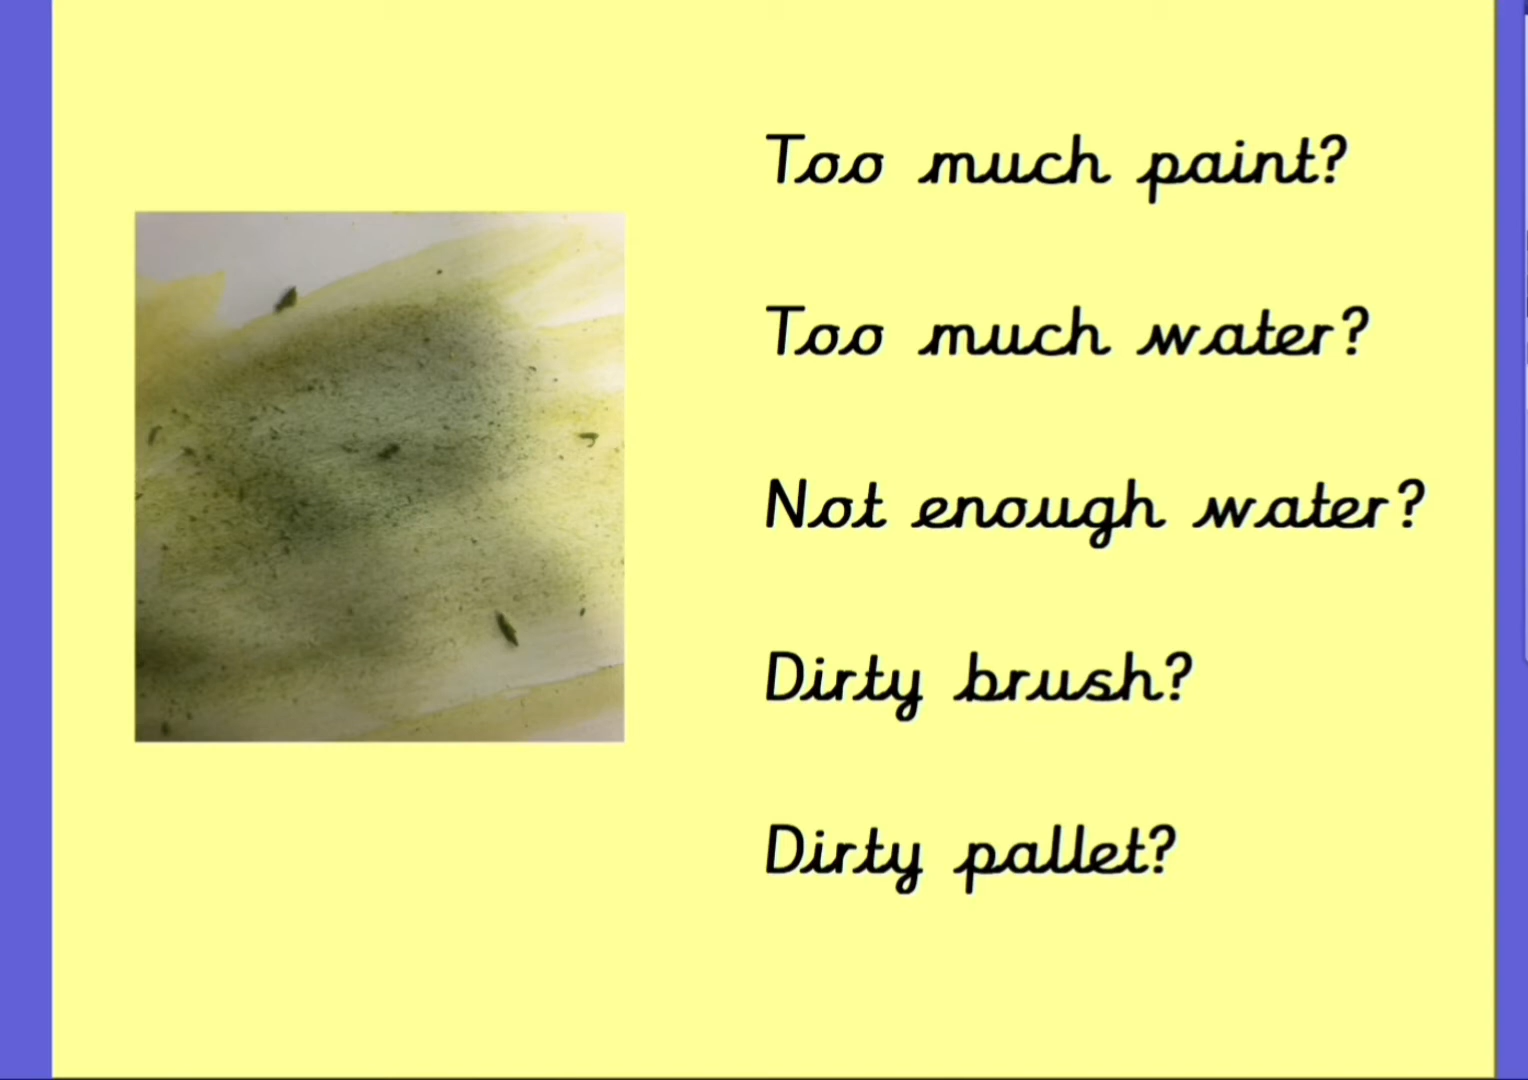 Too much paint?
Too much water?
Not enough water?
Dirty brush?
Dirty pallet?